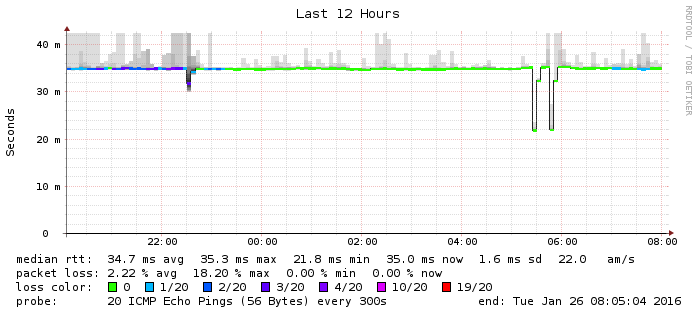 Last 12 Hours
RRDTOOL / TOBI OETIKER
Seconds
40 m
30 m
20 m
10 m
0
22:00 00:00 02:00 04:00 06:00 08:00
median rtt: 34.7 ms avg 35.3 ms max 21.8 ms min 35.0 ms now 1.6 ms sd 22.0 am/s
packet loss: 2.22 % avg 18.20 % max 0.00 % min 0.00 % now
loss color: 0 1/20 2/20 3/20 4/20 10/20 19/20
probe: 20 ICMP Echo Pings (56 Bytes) every 300s end: Tue Jan 26 08:05:04 2016